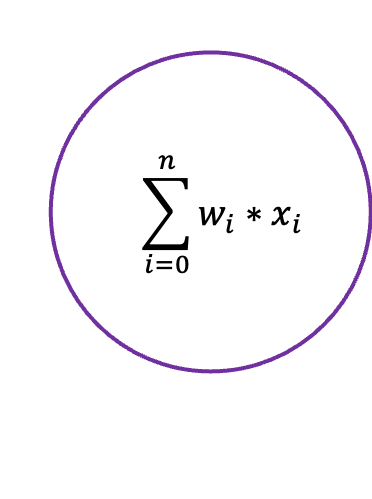 n
∑ wᵢ * xᵢ
i=0